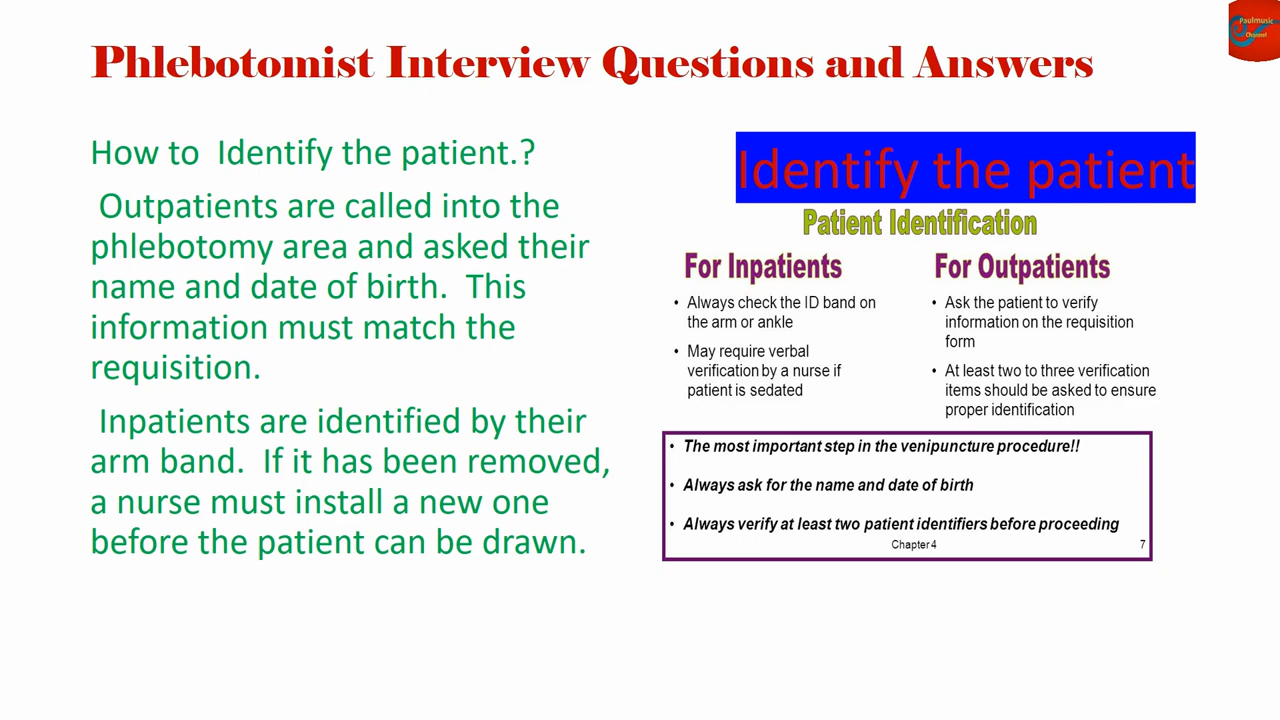 Paulmusic
Channel
Phlebotomist Interview Questions and Answers
How to  Identify the patient.?
Outpatients are called into the
phlebotomy area and asked their
name and date of birth.  This
information must match the
requisition.
Inpatients are identified by their
arm band.  If it has been removed,
a nurse must install a new one
before the patient can be drawn.
Identify the patient
Patient Identification
For Inpatients
• Always check the ID band on
the arm or ankle
• May require verbal
verification by a nurse if
patient is sedated
For Outpatients
• Ask the patient to verify
information on the requisition
form
• At least two to three verification
items should be asked to ensure
proper identification
• The most important step in the venipuncture procedure!!
• Always ask for the name and date of birth
• Always verify at least two patient identifiers before proceeding
Chapter 4
7